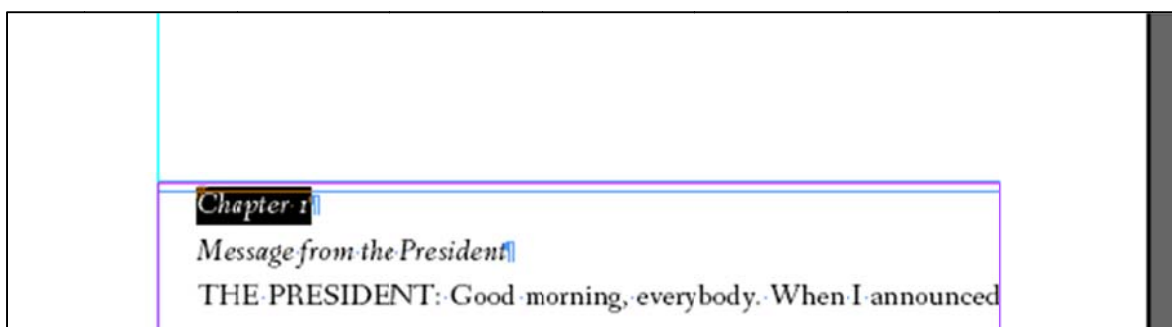 Chapter 1
Message from the President
THE PRESIDENT: Good morning, everybody. When I announced